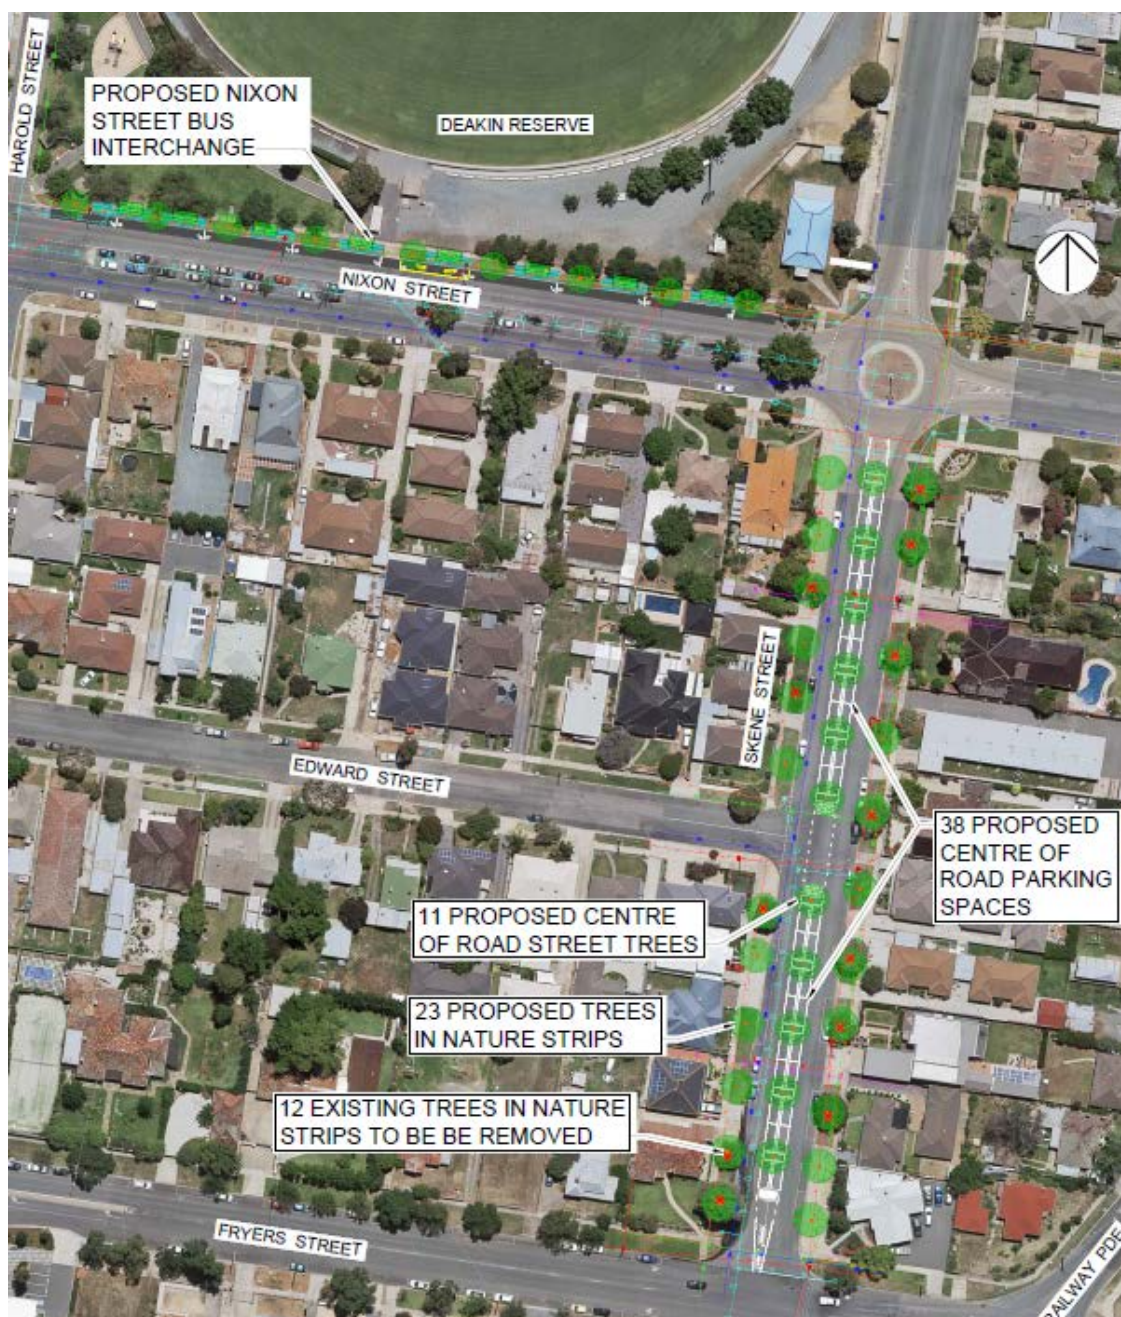 HAROLD STREET
PROPOSED NIXON
STREET BUS
INTERCHANGE
DEAKIN RESERVE
NIXON STREET
SKENE STREET
EDWARD STREET
38 PROPOSED
CENTRE OF
ROAD PARKING
SPACES
11 PROPOSED CENTRE
OF ROAD STREET TREES
23 PROPOSED TREES
IN NATURE STRIPS
12 EXISTING TREES IN NATURE
STRIPS TO BE BE REMOVED
FRYERS STREET
RAILWAY PDE